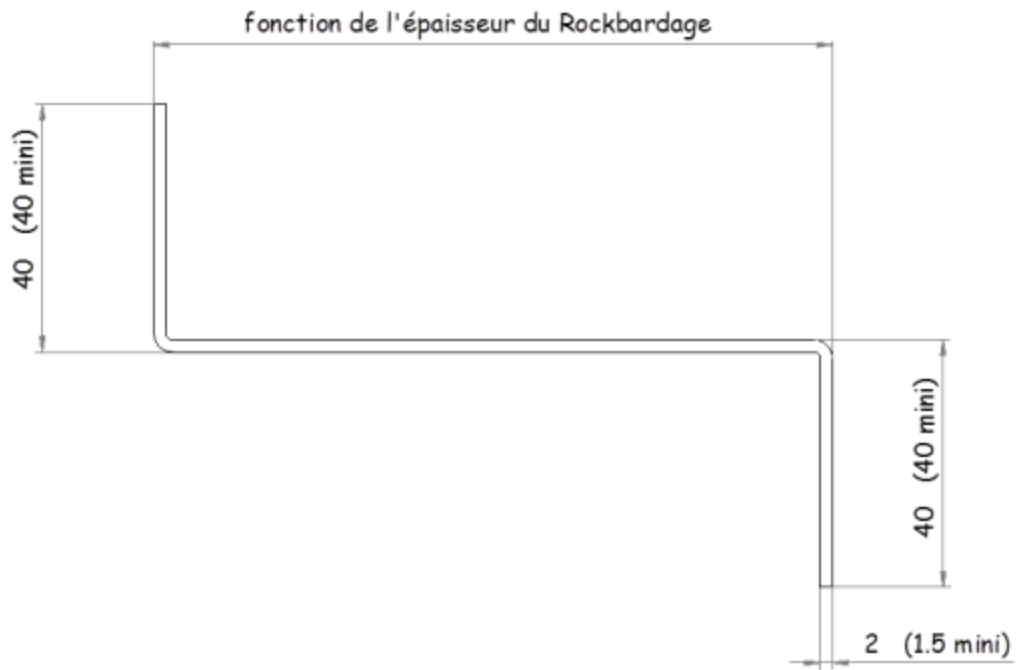 fonction de l'épaisseur du Rockbardage
40 (40 mini)
40 (40 mini)
2 (1.5 mini)